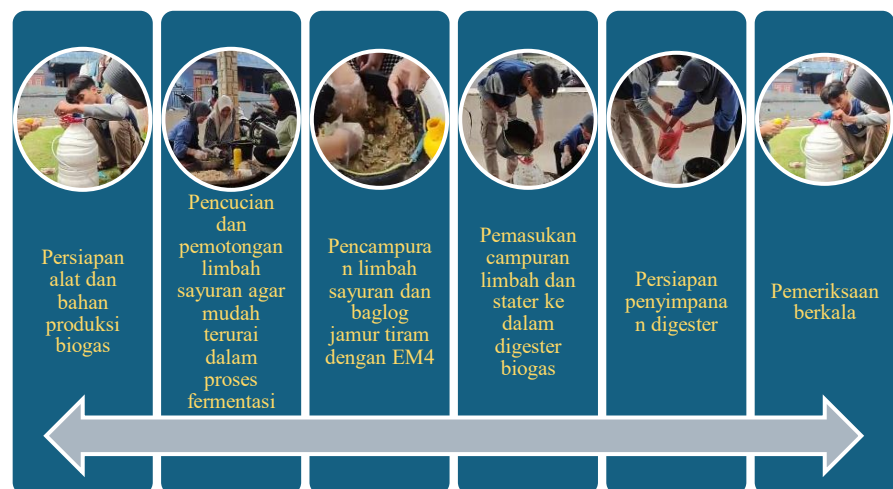 Persiapan
alat dan
bahan
produksi
biogas
Pencucian
dan
pemotongan
limbah
sayuran agar
mudah
terurai
dalam
proses
fermentasi
Pencampura
n limbah
sayuran dan
baglog
jamur tiram
dengan EM4
Pemasukan
campuran
limbah dan
stater ke
dalam
digester
biogas
Persiapan
penyimpana
n digester
Pemeriksaan
berkala